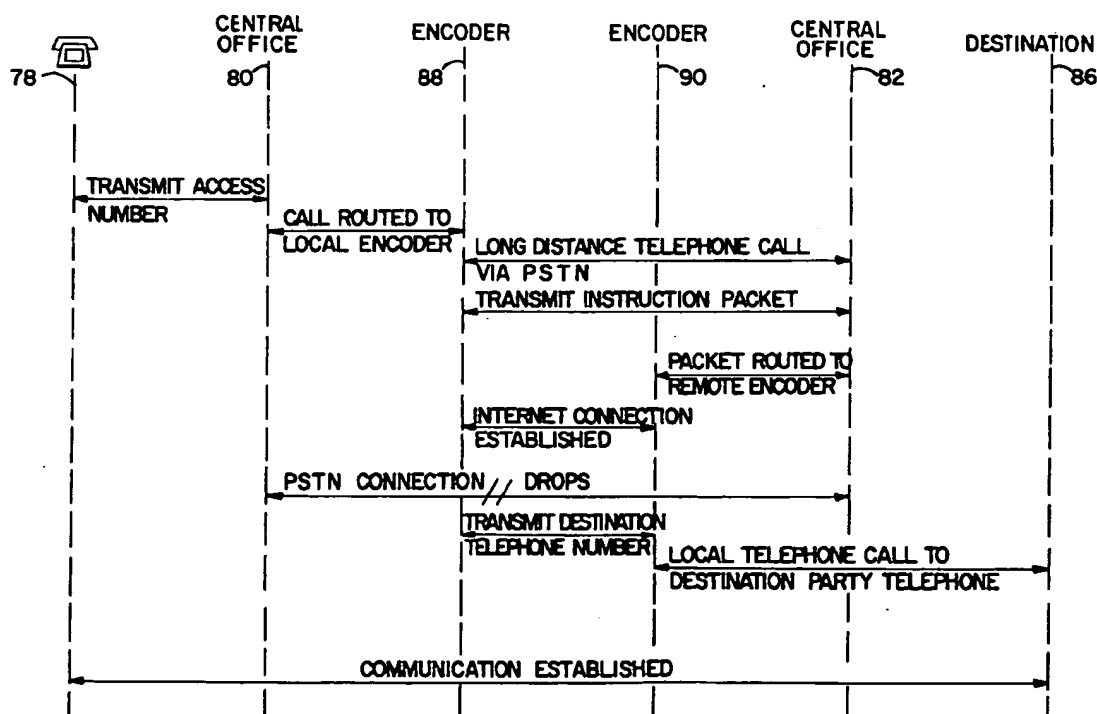 CENTRAL OFFICE
ENCODER
ENCODER
CENTRAL OFFICE
DESTINATION
78
80
88
90
82
86
TRANSMIT ACCESS
NUMBER
CALL ROUTED TO
LOCAL ENCODER
LONG DISTANCE TELEPHONE CALL
VIA PSTN
TRANSMIT INSTRUCTION PACKET
PACKET ROUTED TO
REMOTE ENCODER
INTERNET CONNECTION
ESTABLISHED
PSTN CONNECTION // DROPS
TRANSMIT DESTINATION
TELEPHONE NUMBER
LOCAL TELEPHONE CALL TO
DESTINATION PARTY TELEPHONE
COMMUNICATION ESTABLISHED